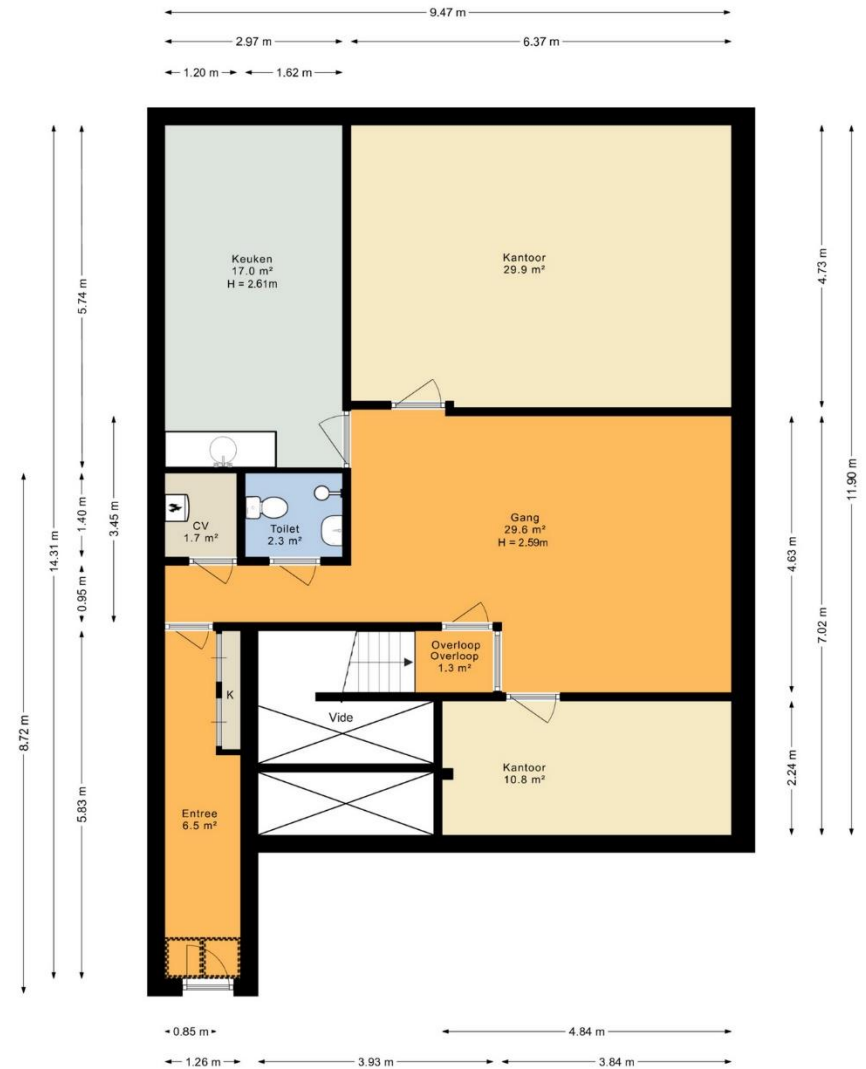 9.47 m
2.97 m
6.37 m
1.20 m
1.62 m
Keuken
17.0 m²
H = 2.61m
Kantoor
29.9 m²
5.74 m
4.73 m
14.31 m
3.45 m
1.40 m
0.95 m
8.72 m
5.83 m
CV
1.7 m²
Toilet
2.3 m²
Gang
29.6 m²
H = 2.59m
11.90 m
4.63 m
7.02 m
2.24 m
Overloop
Overloop
1.3 m²
K
Vide
Kantoor
10.8 m²
Entree
6.5 m²
0.85 m
4.84 m
1.26 m
3.93 m
3.84 m